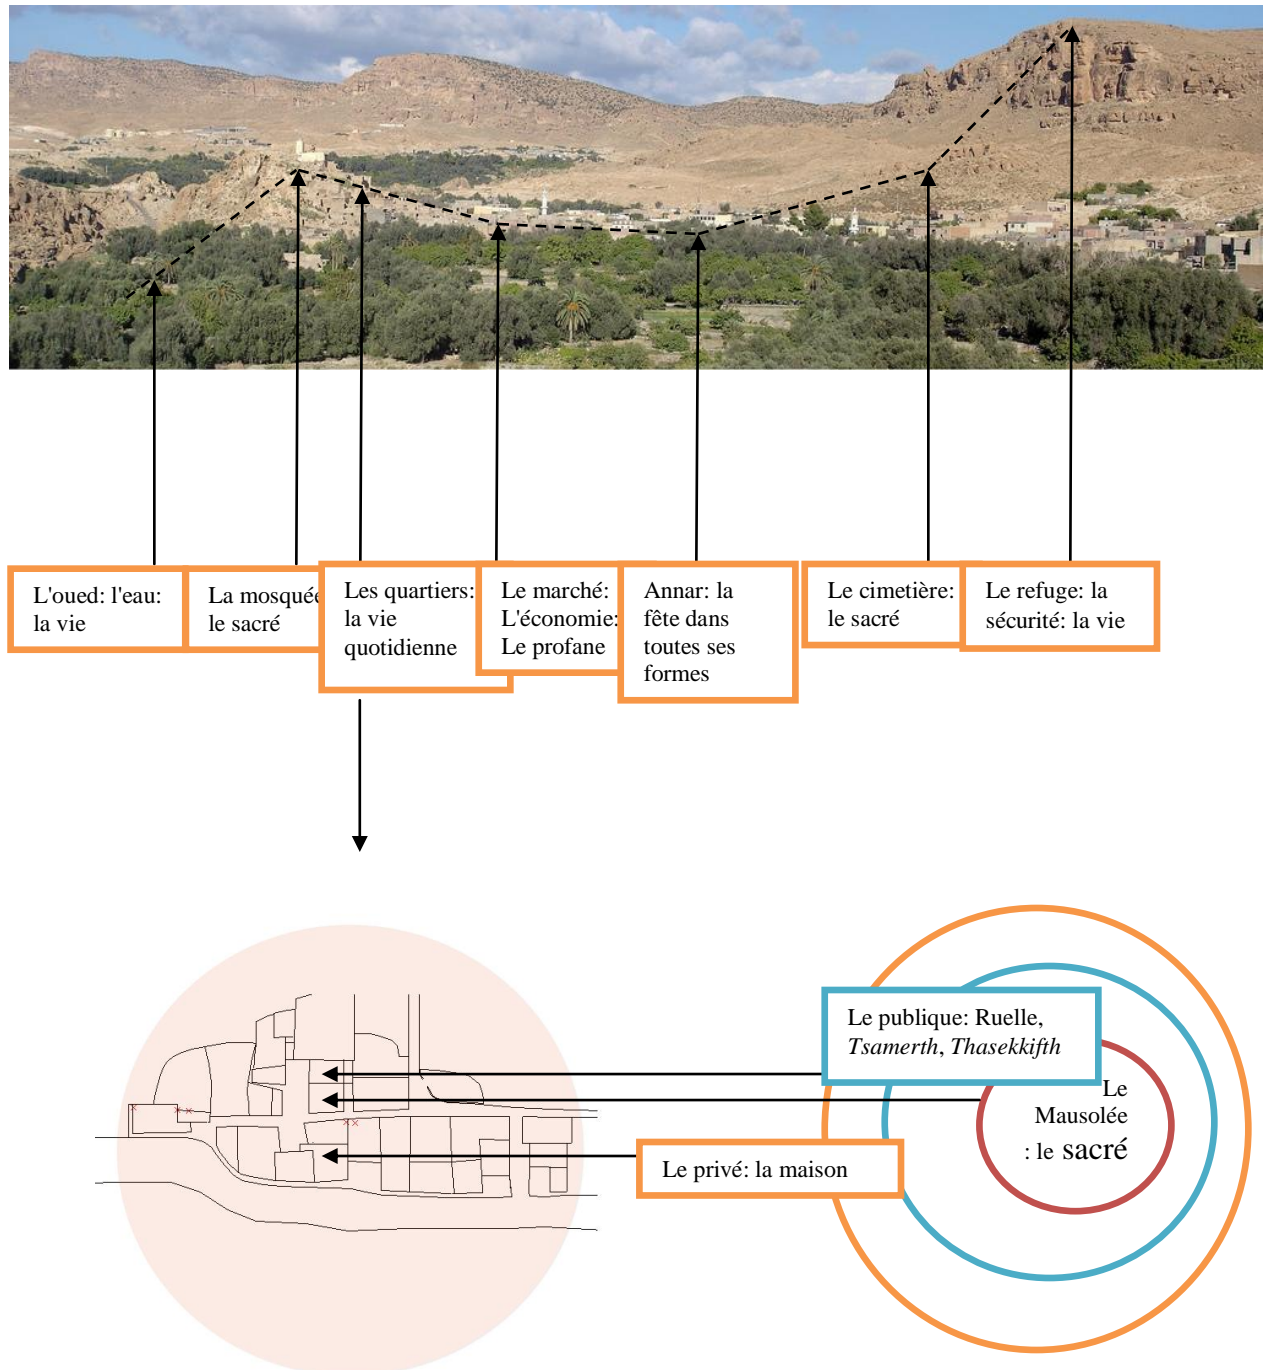 L'oued: l'eau:
la vie
La mosquée
le sacré
Les quartiers:
la vie
quotidienne
Le marché:
L'économie:
Le profane
Annar: la
fête dans
toutes ses
formes
Le cimetière:
le sacré
Le refuge: la
sécurité: la vie
Le publique: Ruelle,
Tsamerth, Thasekkifth
Le
Mausolée
: le sacré
Le privé: la maison